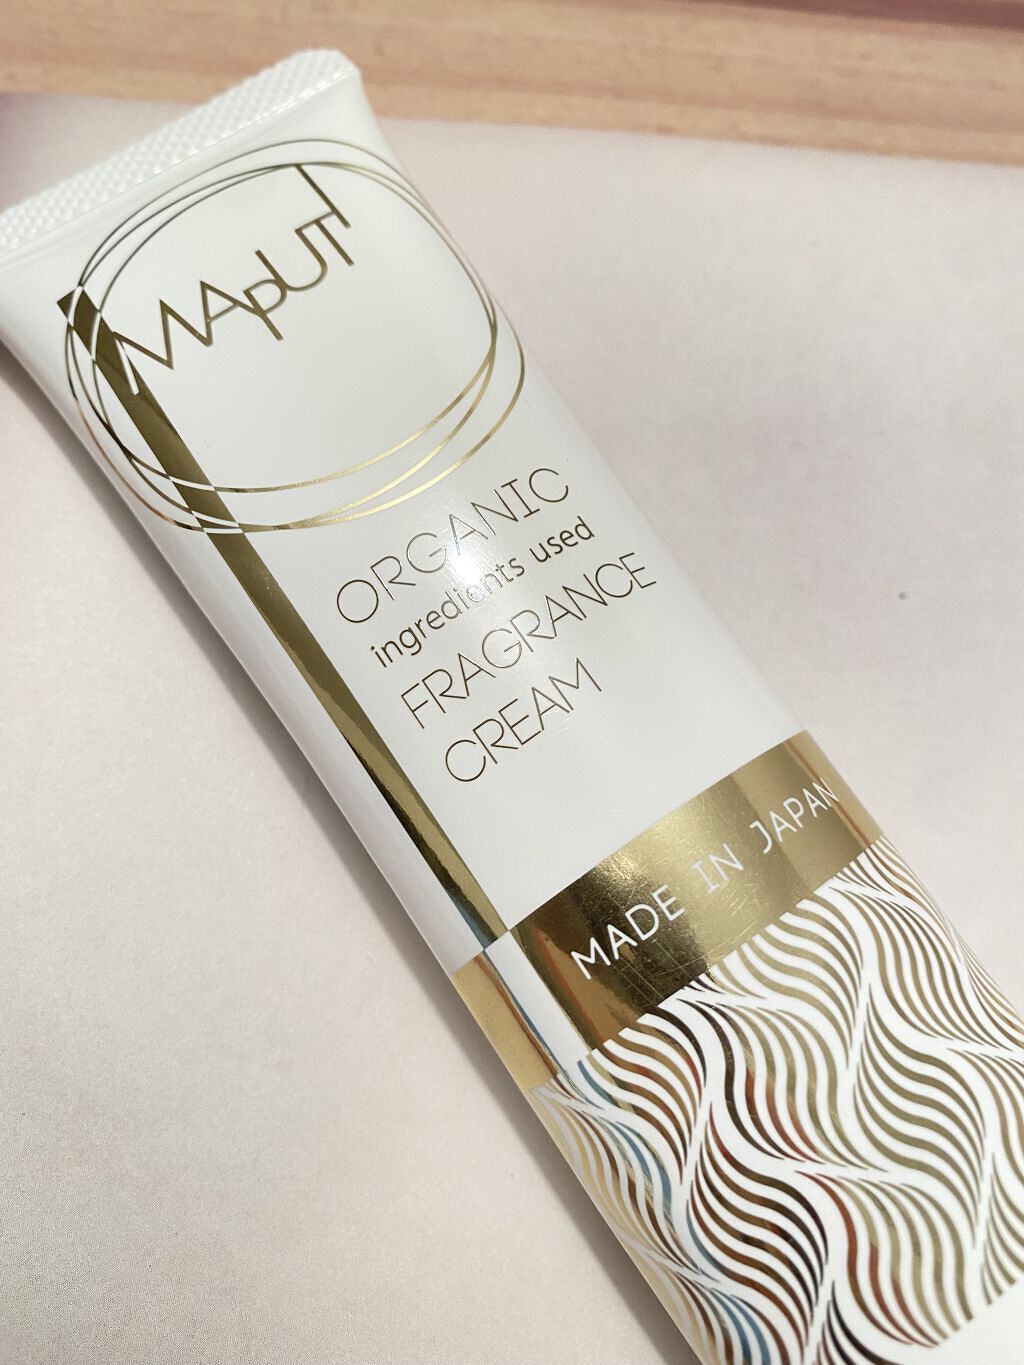 MApUTI
ORGANIC
ingredients used
FRAGRANCE
CREAM
MADE IN JAPAN